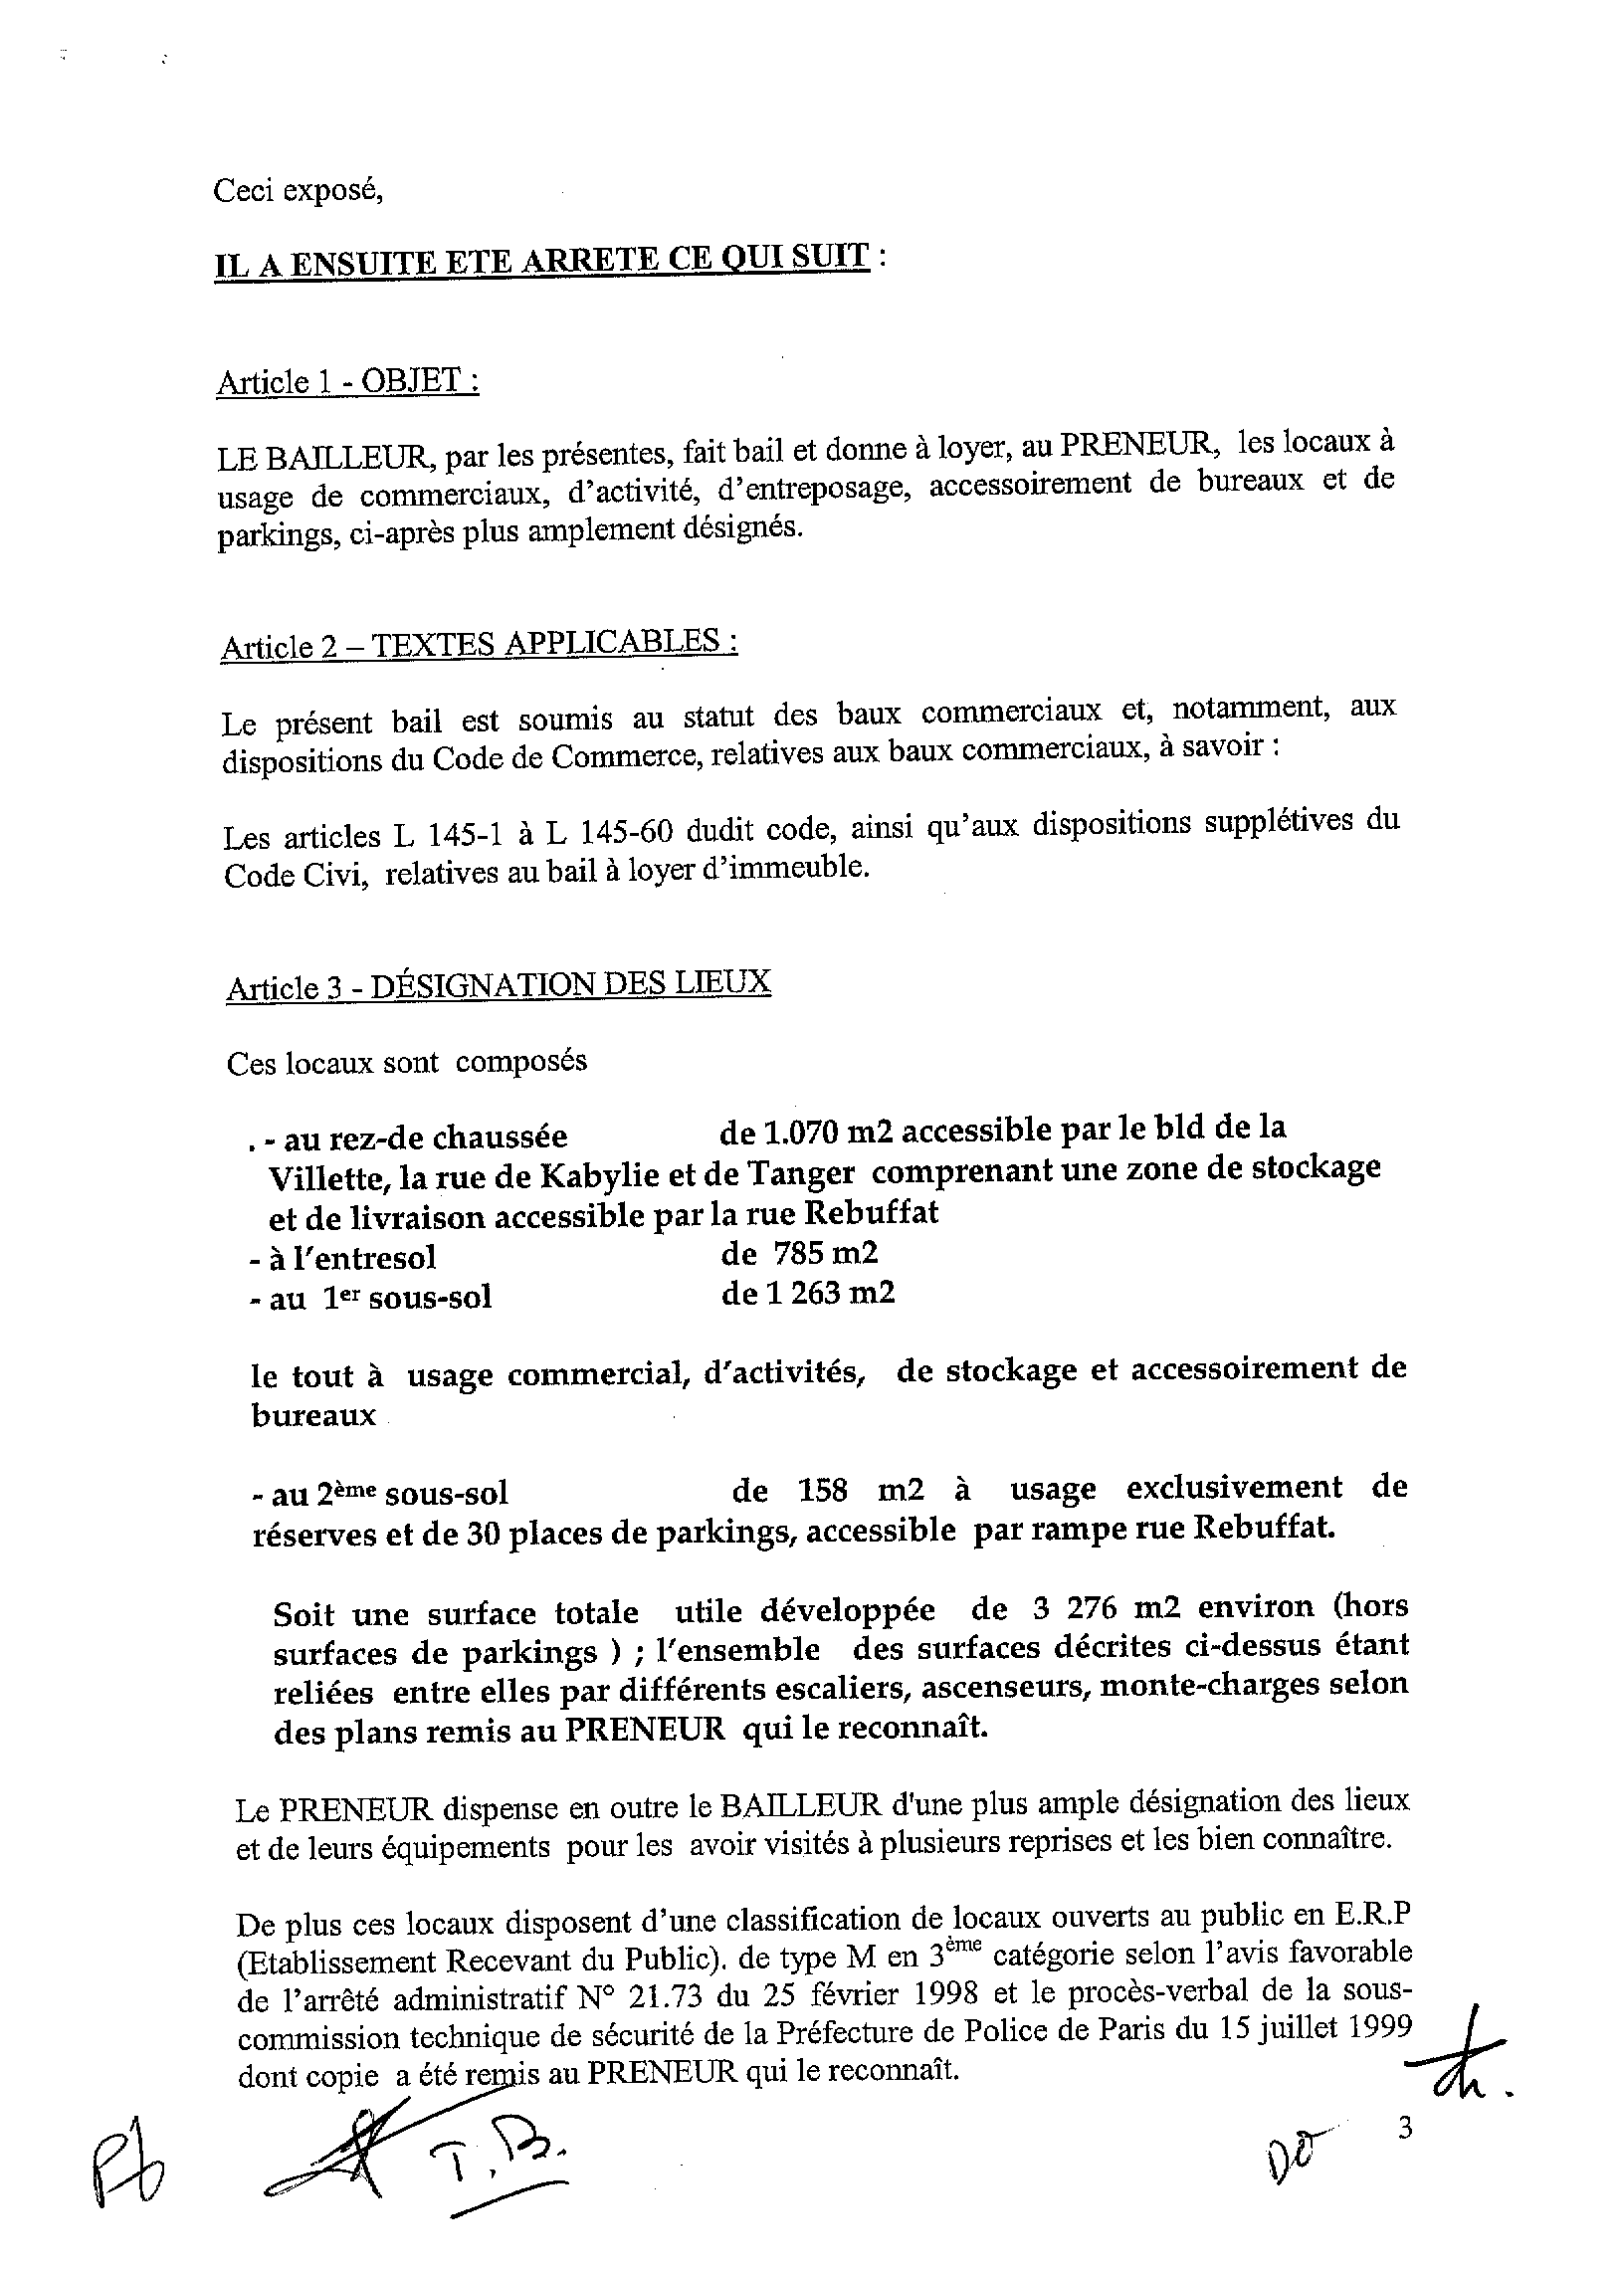 Ceci exposé,
IL A ENSUITE ETE ARRETE CE QUI SUIT :
Article 1 - OBJET :
LE BAILLEUR, par les présentes, fait bail et donne à loyer, au PRENEUR, les locaux à
usage de commerciaux, d'activité, d'entreposage, accessoirement de bureaux et de
parkings, ci-après plus amplement désignés.
Article 2 – TEXTES APPLICABLES :
Le présent bail est soumis au statut des baux commerciaux et, notamment, aux
dispositions du Code de Commerce, relatives aux baux commerciaux, à savoir :
Les articles L 145-1 à L 145-60 dudit code, ainsi qu'aux dispositions supplétives du
Code Civi, relatives au bail à loyer d'immeuble.
Article 3 - DÉSIGNATION DES LIEUX
Ces locaux sont composés
. - au rez-de chaussée de 1.070 m2 accessible par le bld de la
Villette, la rue de Kabylie et de Tanger comprenant une zone de stockage
et de livraison accessible par la rue Rebuffat
- à l'entresol de 785 m2
- au 1er sous-sol de 1 263 m2
le tout à usage commercial, d'activités, de stockage et accessoirement de
bureaux
- au 2ème sous-sol de 158 m2 à usage exclusivement de
réserves et de 30 places de parkings, accessible par rampe rue Rebuffat.
Soit une surface totale utile développée de 3 276 m2 environ (hors
surfaces de parkings ) ; l'ensemble des surfaces décrites ci-dessus étant
reliées entre elles par différents escaliers, ascenseurs, monte-charges selon
des plans remis au PRENEUR qui le reconnaît.
Le PRENEUR dispense en outre le BAILLEUR d'une plus ample désignation des lieux
et de leurs équipements pour les avoir visités à plusieurs reprises et les bien connaître.
De plus ces locaux disposent d'une classification de locaux ouverts au public en E.R.P
(Etablissement Recevant du Public). de type M en 3ème catégorie selon l'avis favorable
de l'arrêté administratif N° 21.73 du 25 février 1998 et le procès-verbal de la sous-
commission technique de sécurité de la Préfecture de Police de Paris du 15 juillet 1999
dont copie a été remis au PRENEUR qui le reconnaît.
T.B.
3